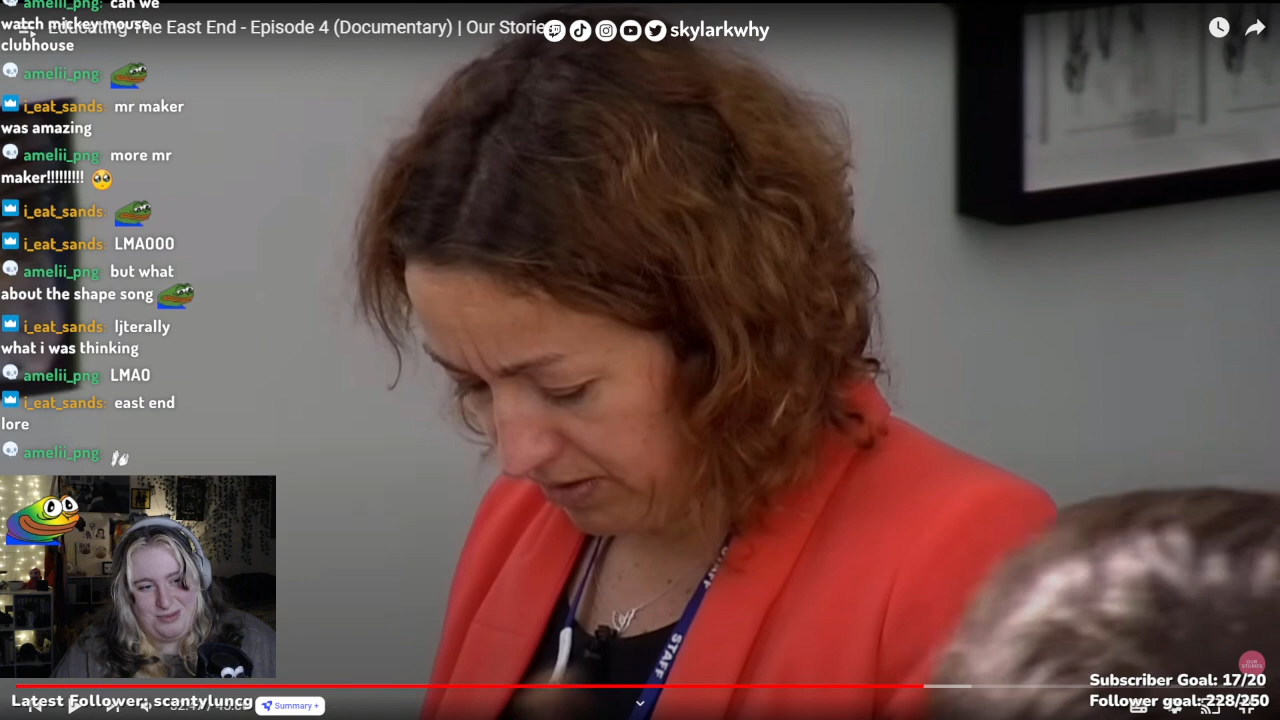 can we
Educating The East End - Episode 4 (Documentary) | Our Stories
skylarkwhy
watch mickey mouse
clubhouse
amelii_png:
i_eat_sands: mr maker
was amazing
amelii_png: more mr
maker!!!!!!!!!
i_eat_sands:
i_eat_sands: LMAOOO
amelii_png: but what
about the shape song
i_eat_sands: ljterally
what i was thinking
amelii_png: LMAO
i_eat_sands: east end
lore
amelii_png:
STAFF
OUR STORIES
Subscriber Goal: 17/20
Latest Follower: scantyluncg
Summary +
Follower goal: 228/250